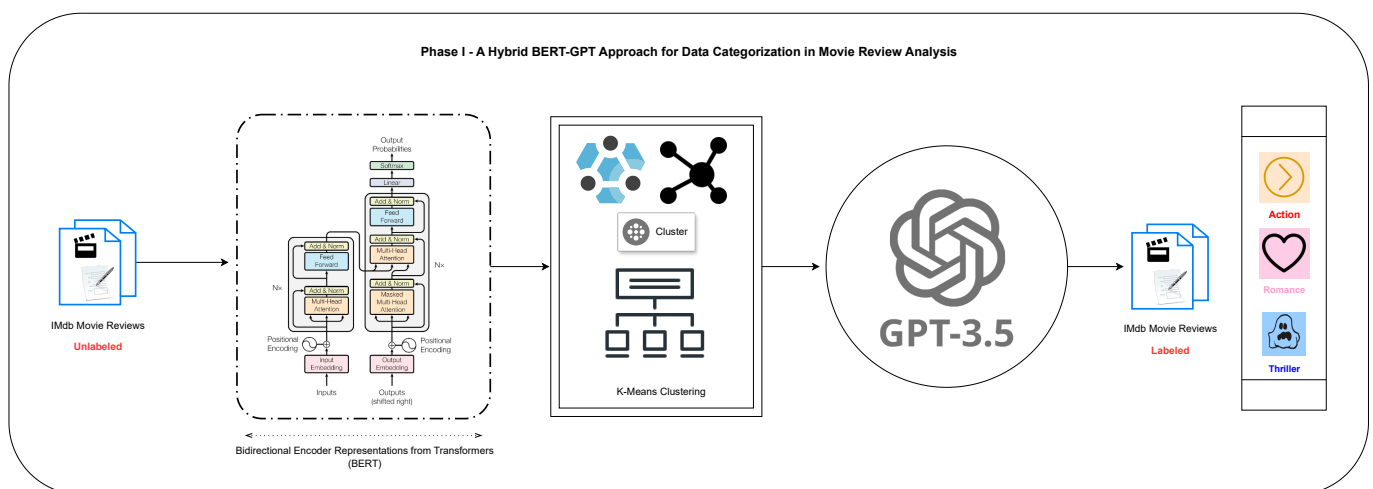 Phase I - A Hybrid BERT-GPT Approach for Data Categorization in Movie Review Analysis
IMdb Movie Reviews
Unlabeled
Output
Probabilities
Softmax
Linear
Add & Norm
Feed
Forward
Add & Norm
Multi-Head
Attention
Add & Norm
Masked
Multi-Head
Attention
Nx
Add & Norm
Feed
Forward
Add & Norm
Multi-Head
Attention
Nx
Positional
Encoding
Positional
Encoding
Input
Embedding
Output
Embedding
Inputs
Outputs
(shifted right)
Bidirectional Encoder Representations from Transformers
(BERT)
Cluster
K-Means Clustering
GPT-3.5
IMdb Movie Reviews
Labeled
Action
Romance
Thriller